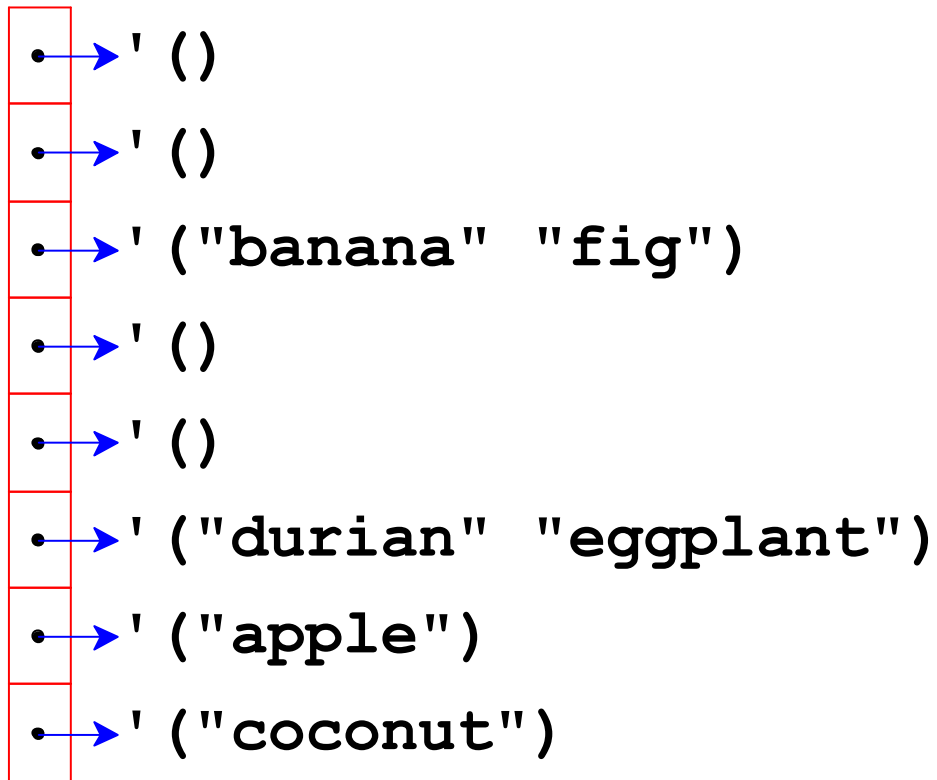 '()
'()
'("banana" "fig")
'()
'()
'("durian" "eggplant")
'("apple")
'("coconut")